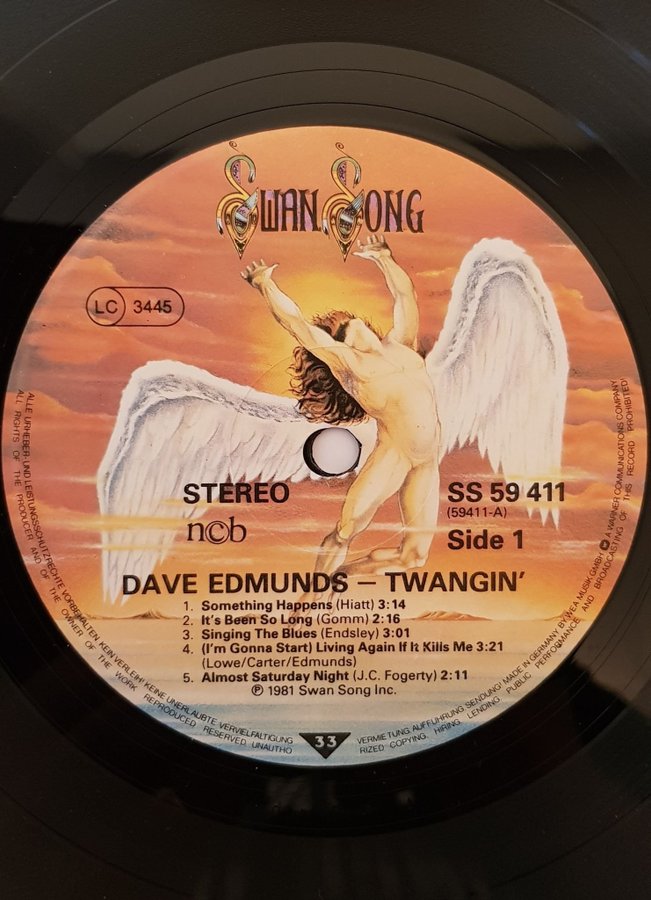 SWAN SONG
LC 3445
STEREO
ncb
SS 59 411
(59411-A)
Side 1
DAVE EDMUNDS – TWANGIN'
1. Something Happens (Hiatt) 3:14
2. It's Been So Long (Gomm) 2:16
3. Singing The Blues (Endsley) 3:01
4. (I'm Gonna Start) Living Again If It Kills Me 3:21
(Lowe/Carter/Edmunds)
5. Almost Saturday Night (J.C. Fogerty) 2:11
℗ 1981 Swan Song Inc.
33
ALLE URHEBER- UND LEISTUNGSSCHUTZRECHTE VORBEHALTEN. KEIN VERLEIH! KEINE UNERLAUBTE VERVIELFÄLTIGUNG
VERMIETUNG AUFFÜHRUNG SENDUNG! MADE IN GERMANY BY WEA MUSIK GMBH A WARNER COMMUNICATIONS COMPANY
ALL RIGHTS OF THE PRODUCER AND OF THE OWNER OF THE WORK REPRODUCED RESERVED UNAUTHO
RIZED COPYING HIRING LENDING PUBLIC PERFORMANCE AND BROADCASTING OF THIS RECORD PROHIBITED!